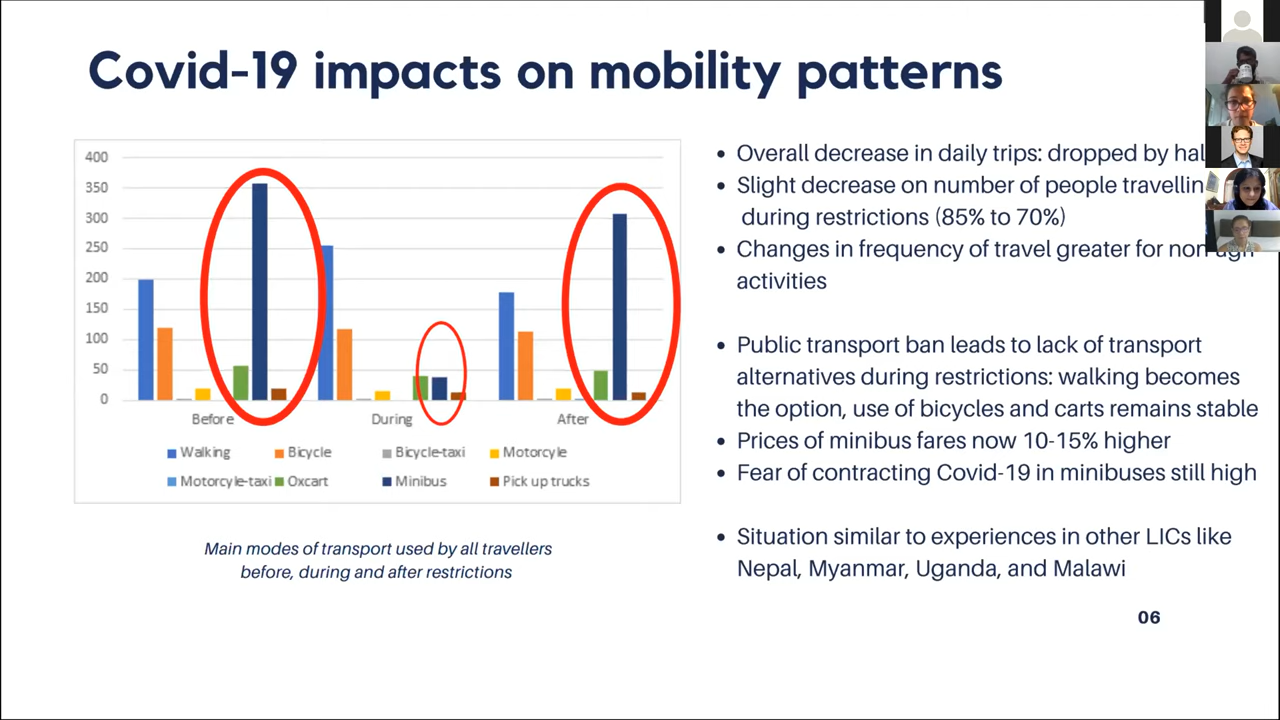 Covid-19 impacts on mobility patterns
400
350
300
250
200
150
100
50
0
Before
During
After
Walking
Bicycle
Bicycle-taxi
Motorcyle
Motorcyle-taxi
Oxcart
Minibus
Pick up trucks
Main modes of transport used by all travellers
before, during and after restrictions
• Overall decrease in daily trips: dropped by
• Slight decrease on number of people
during restrictions (85% to 70%)
• Changes in frequency of travel greater for
activities
• Public transport ban leads to lack of transport
alternatives during restrictions: walking becomes
the option, use of bicycles and carts remains stable
• Prices of minibus fares now 10-15% higher
• Fear of contracting Covid-19 in minibuses still high
• Situation similar to experiences in other LICs like
Nepal, Myanmar, Uganda, and Malawi
06